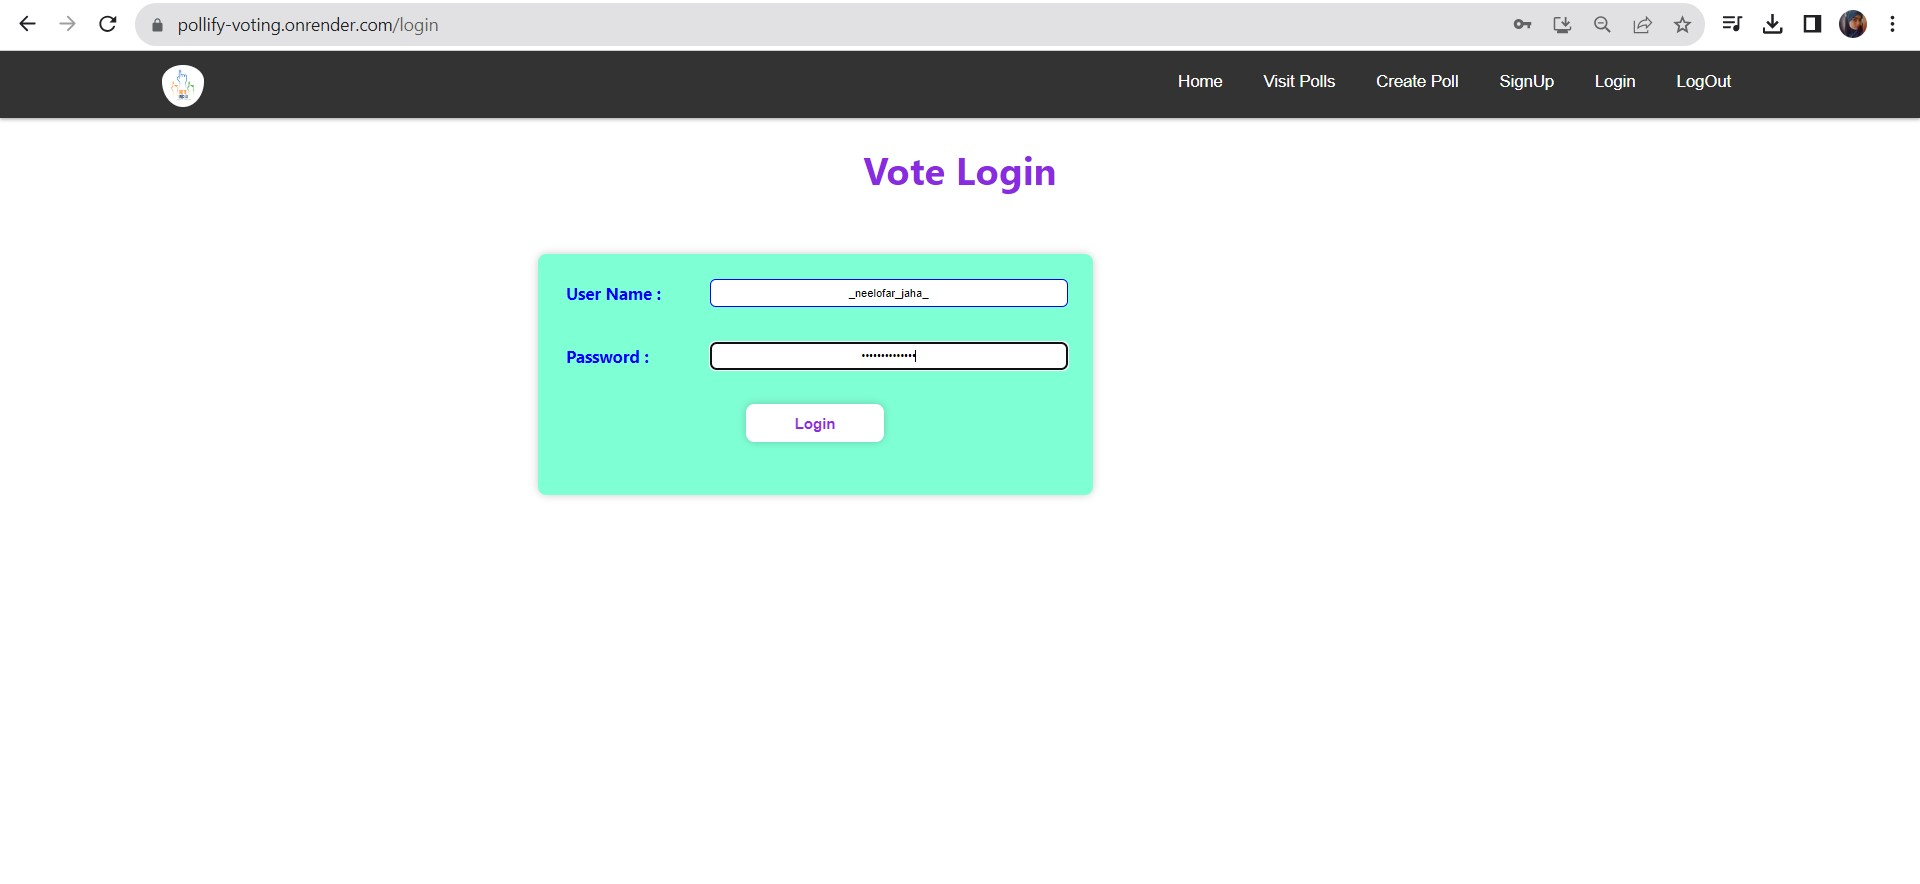 pollify-voting.onrender.com/login
Home Visit Polls Create Poll SignUp Login LogOut
Vote Login
User Name : _neelofar_jaha_
Password : ••••••••••••••
Login